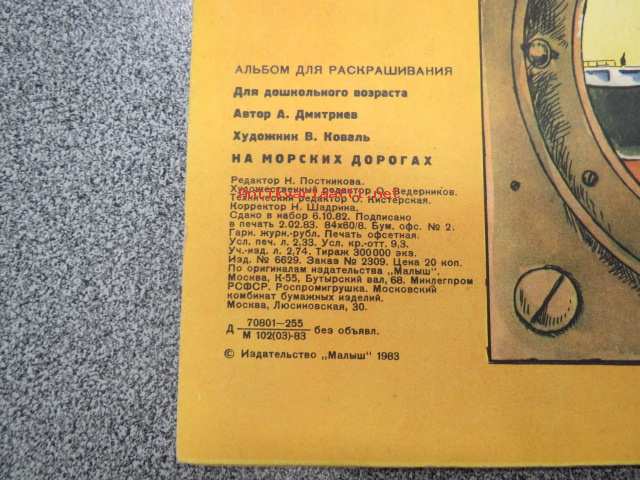 АЛЬБОМ ДЛЯ РАСКРАШИВАНИЯ
Для дошкольного возраста
Автор А. Дмитриев
Художник В. Коваль
НА МОРСКИХ ДОРОГАХ
Редактор Н. Постникова.
Художественный редактор О. Ведерников.
Технический редактор О. Кистерская.
Корректор Н. Шадрина.
Сдано в набор 6.10.82. Подписано
в печать 2.02.83. 84х60/8. Бум. офс. № 2.
Гарн. журн.-рубл. Печать офсетная.
Усл. печ. л. 2,33. Усл. кр.-отт. 9,3.
Уч.-изд. л. 2,74. Тираж 300000 экз.
Изд. № 6629. Заказ № 2309. Цена 20 коп.
По оригиналам издательства „Малыш".
Москва, К-55, Бутырский вал, 68. Минлегпром
РСФСР. Роспромигрушка. Московский
комбинат бумажных изделий.
Москва, Люсиновская, 30.
Д 70801—255 без объявл.
М 102(03)-83
© Издательство „Малыш" 1983